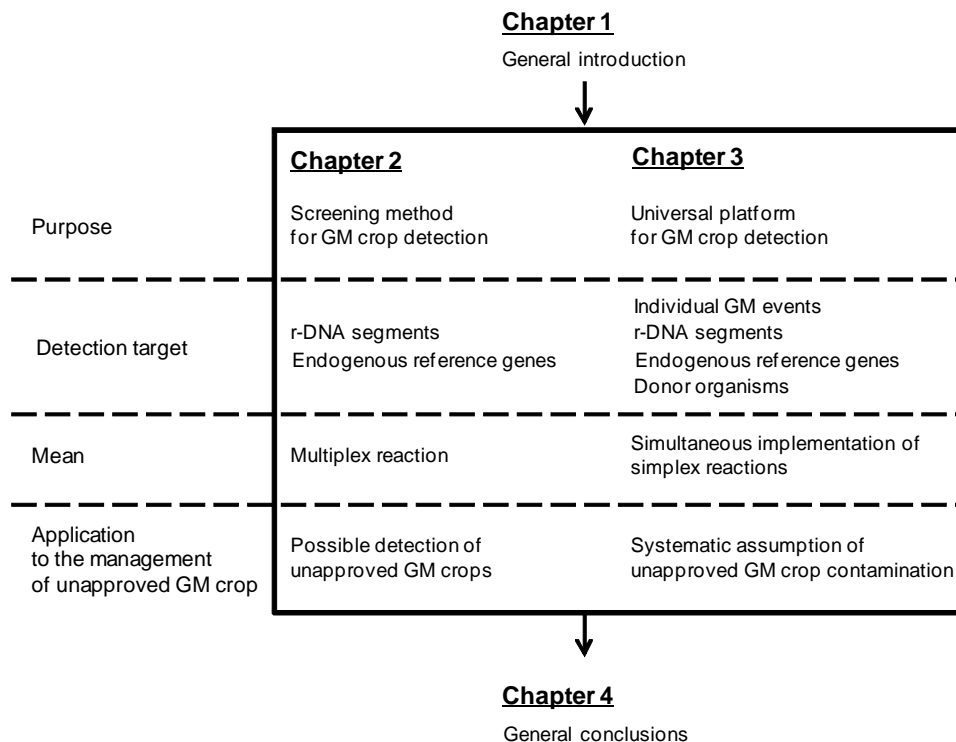 Chapter 1
General introduction
Chapter 2
Chapter 3
Purpose
Screening method
for GM crop detection
Universal platform
for GM crop detection
Detection target
r-DNA segments
Endogenous reference genes
Individual GM events
r-DNA segments
Endogenous reference genes
Donor organisms
Mean
Multiplex reaction
Simultaneous implementation of
simplex reactions
Application
to the management
of unapproved GM crop
Possible detection of
unapproved GM crops
Systematic assumption of
unapproved GM crop contamination
Chapter 4
General conclusions